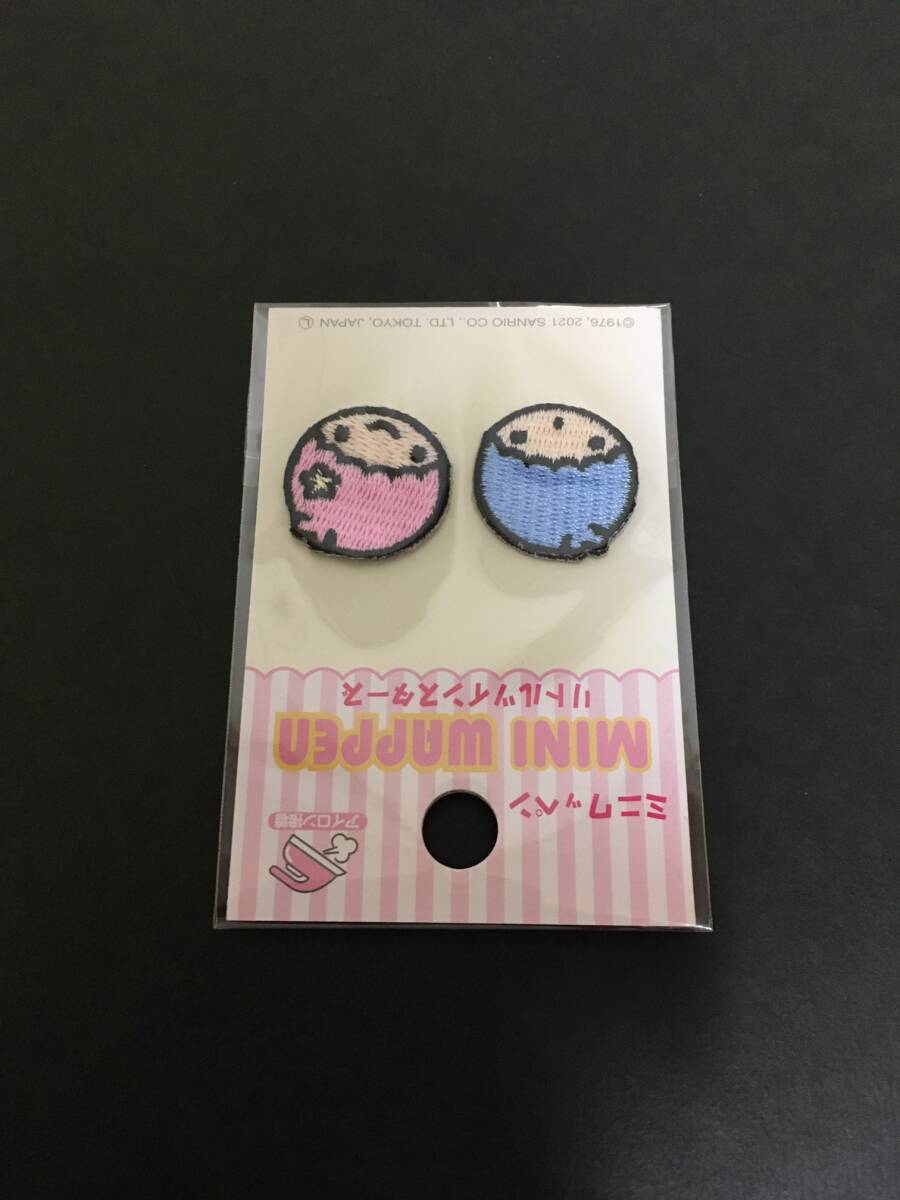 ミニワッペン
アイロン接着
MINI WAPPEN
リトルツインスターズ
©1976, 2021 SANRIO CO., LTD. TOKYO, JAPAN Ⓛ